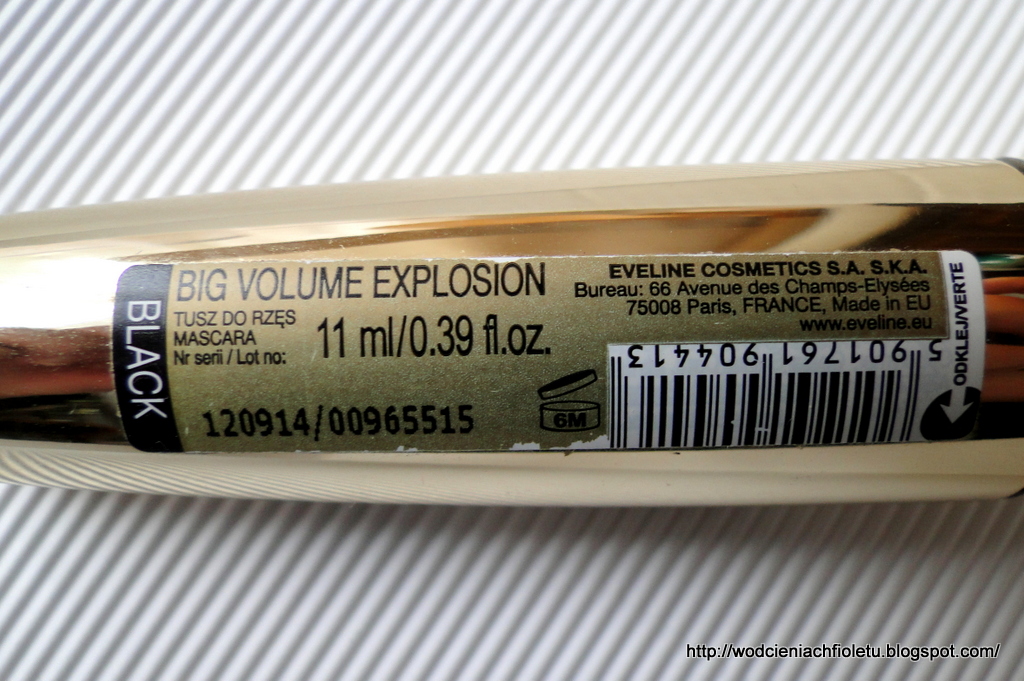 BLACK
BIG VOLUME EXPLOSION
TUSZ DO RZĘS
MASCARA
Nr serii / Lot no:
11 ml/0.39 fl.oz.
120914/00965515
6M
EVELINE COSMETICS S.A. S.K.A.
Bureau: 66 Avenue des Champs-Elysées
75008 Paris, FRANCE, Made in EU
www.eveline.eu
5 901761 904413
ODKLEJ/VERTE
http://wodcieniachfioletu.blogspot.com/